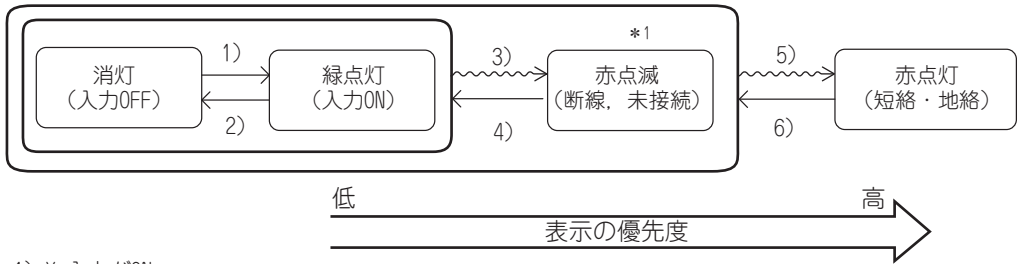 *1
1)
3)
5)
消灯
(入力OFF)
緑点灯
(入力ON)
赤点滅
(断線, 未接続)
赤点灯
(短絡・地絡)
2)
4)
6)
低
高
表示の優先度